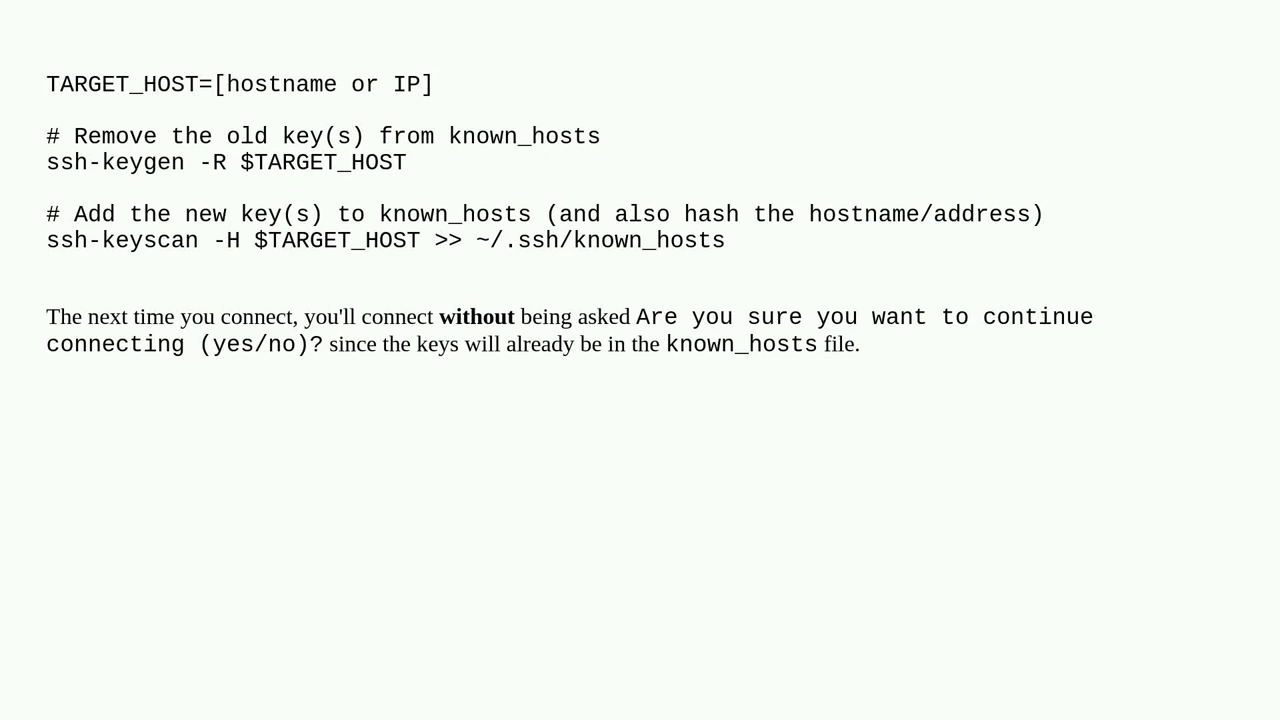 TARGET_HOST=[hostname or IP]
# Remove the old key(s) from known_hosts
ssh-keygen -R $TARGET_HOST
# Add the new key(s) to known_hosts (and also hash the hostname/address)
ssh-keyscan -H $TARGET_HOST >> ~/.ssh/known_hosts
The next time you connect, you'll connect without being asked Are you sure you want to continue
connecting (yes/no)? since the keys will already be in the known_hosts file.